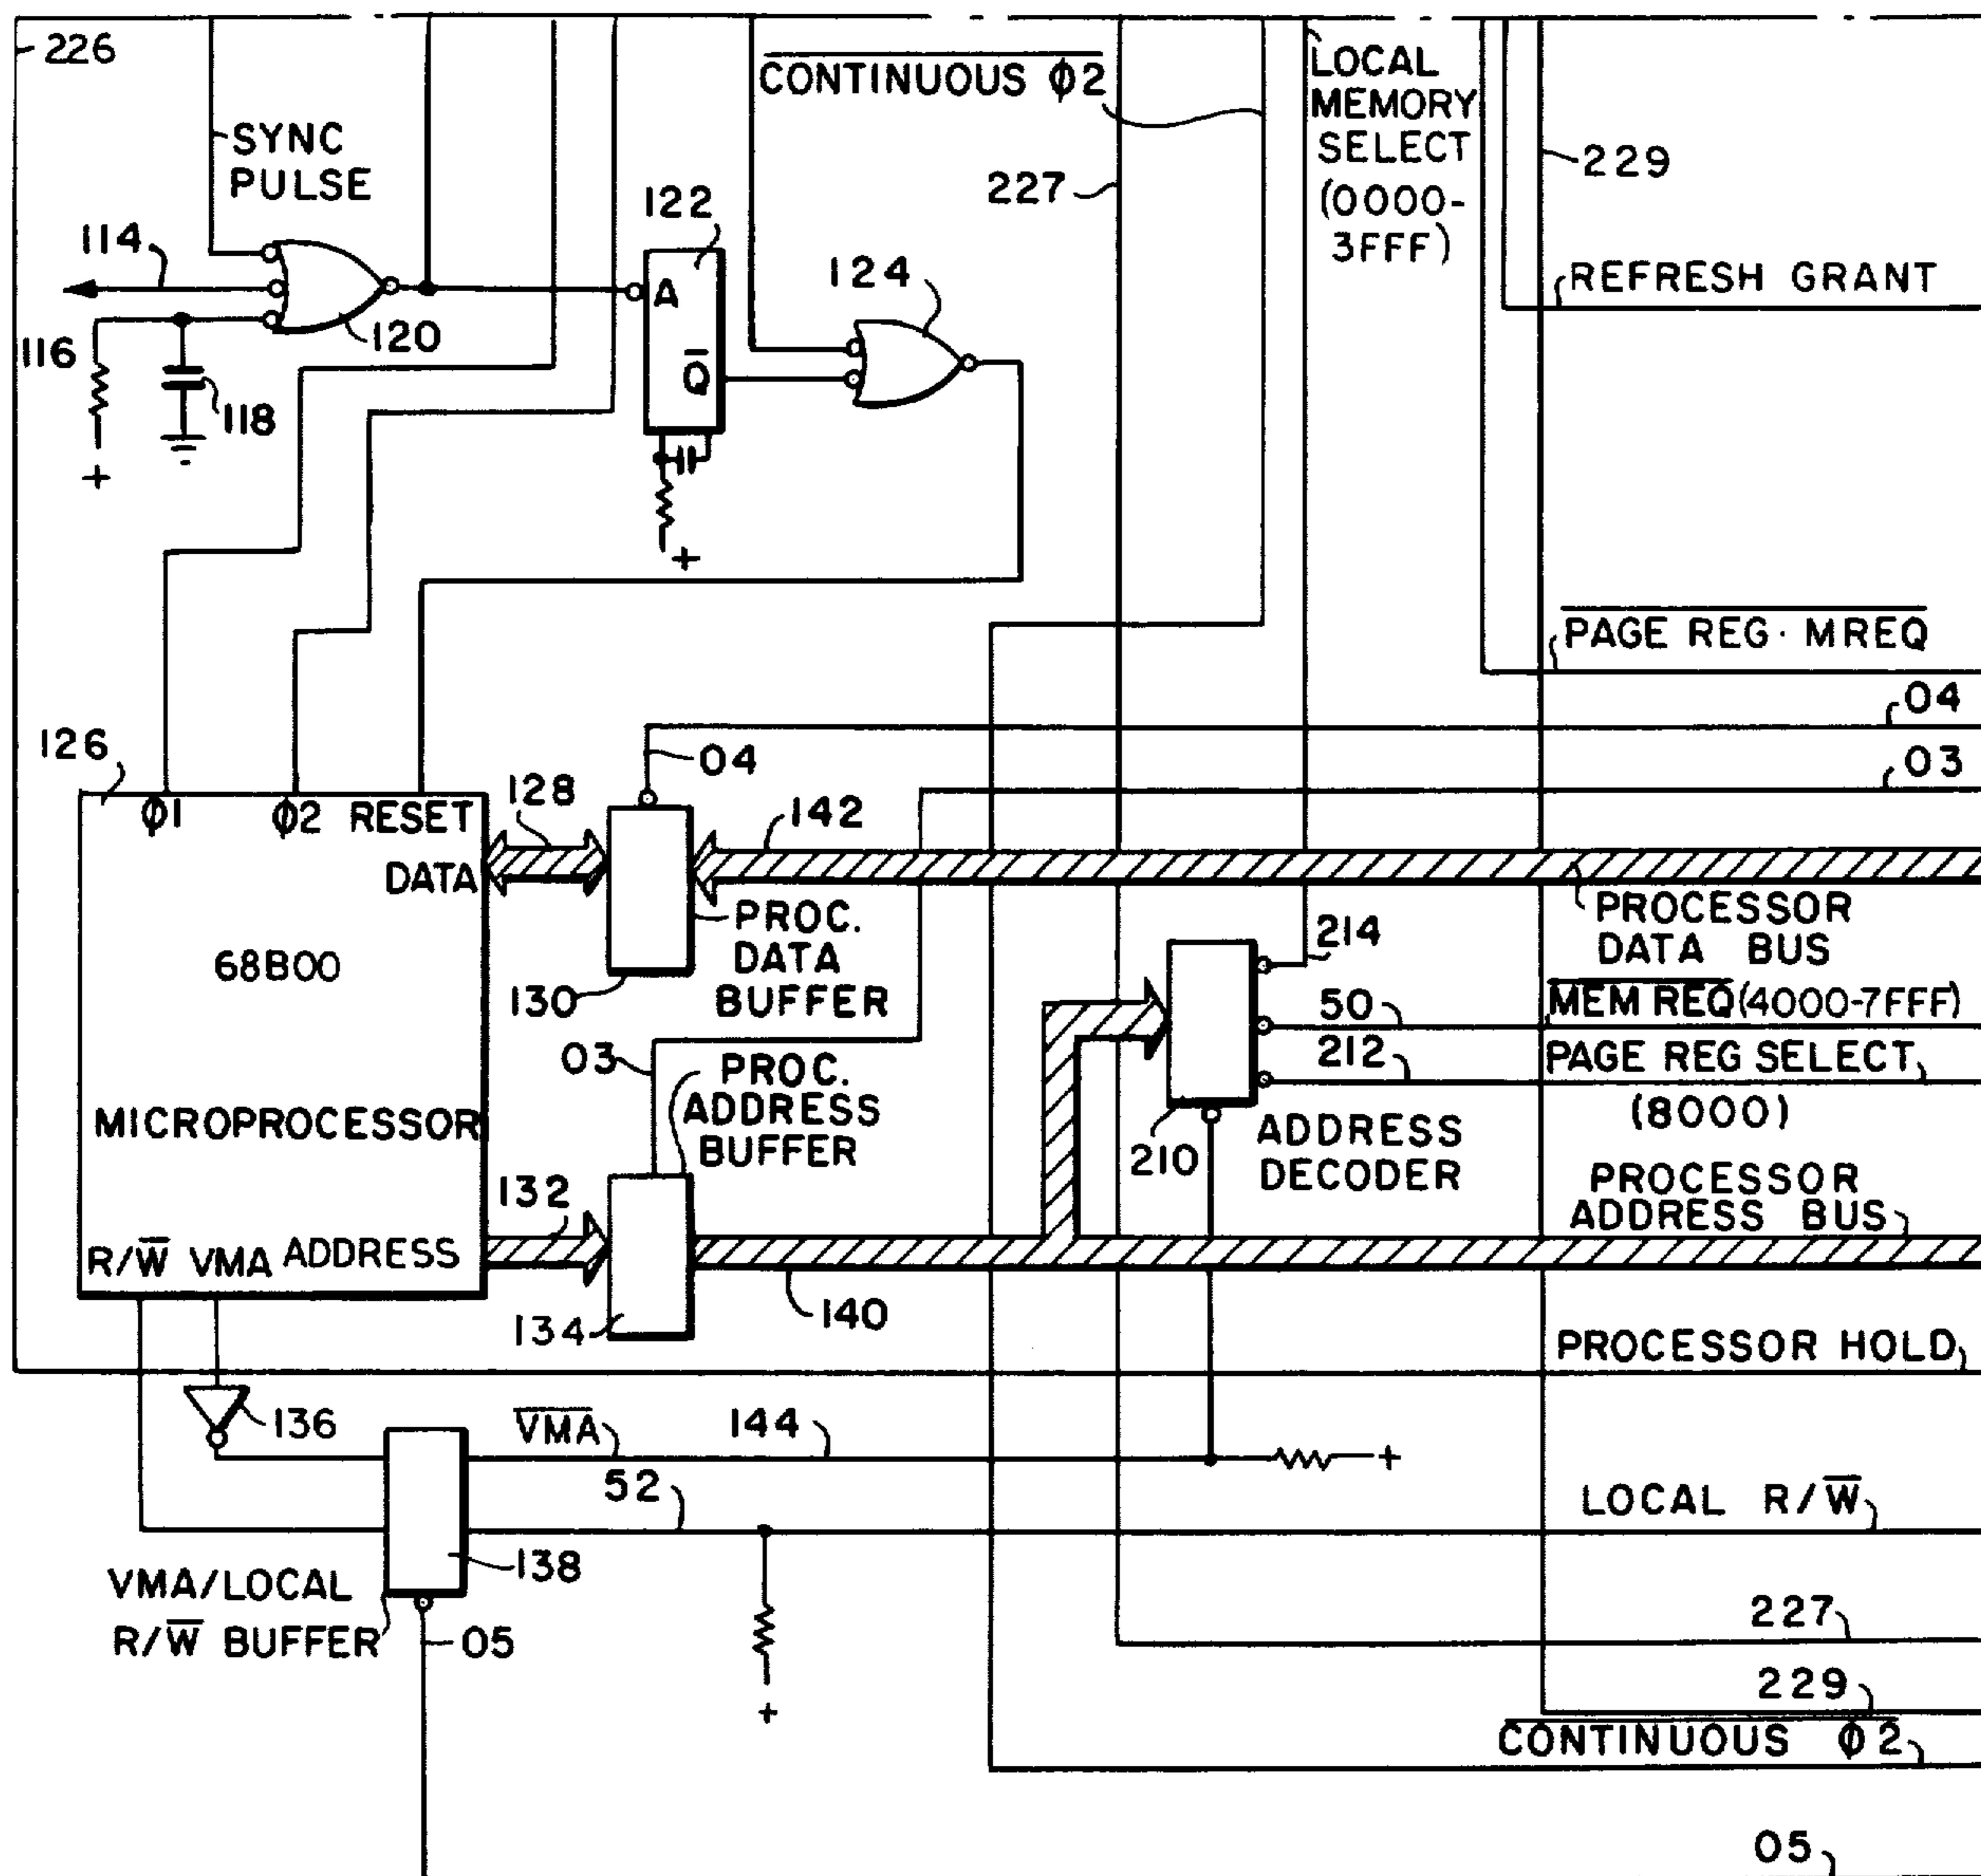 226
SYNC
PULSE
CONTINUOUS ϕ2
LOCAL
MEMORY
SELECT
(0000-
3FFF)
227
229
REFRESH GRANT
114
116
118
120
+
122
A
Q̅
+
124
PAGE REG · MREQ
04
03
126
ϕ1
ϕ2
RESET
DATA
68B00
MICROPROCESSOR
R/W̅ VMA ADDRESS
128
04
142
PROC.
DATA
BUFFER
130
PROCESSOR
DATA BUS
214
MEM REQ (4000-7FFF)
50
212
PAGE REG SELECT
(8000)
210
ADDRESS
DECODER
03
PROC.
ADDRESS
BUFFER
132
134
140
PROCESSOR
ADDRESS BUS
PROCESSOR HOLD
136
VMA
144
+
52
LOCAL R/W̅
138
VMA/LOCAL
R/W̅ BUFFER
05
+
227
229
CONTINUOUS ϕ2
05